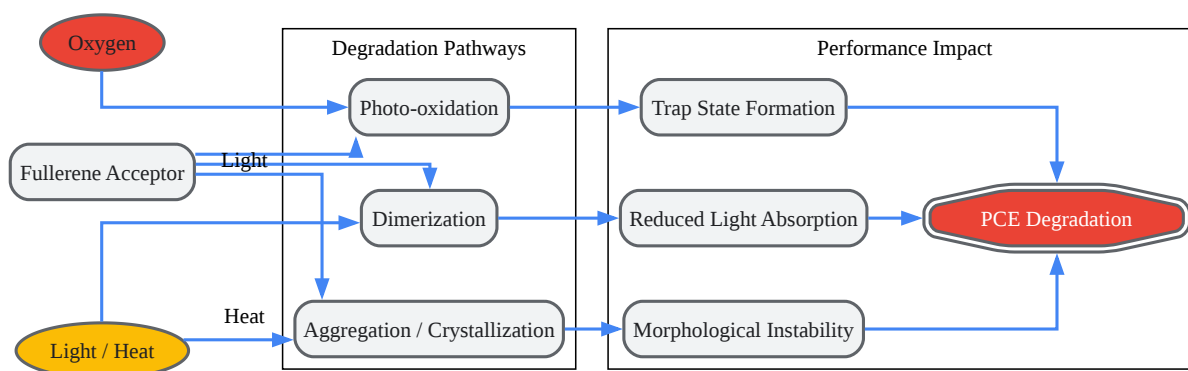 Degradation Pathways
Performance Impact
Oxygen
Photo-oxidation
Trap State Formation
Light
Fullerene Acceptor
Dimerization
Reduced Light Absorption
PCE Degradation
Heat
Aggregation / Crystallization
Morphological Instability
Light / Heat